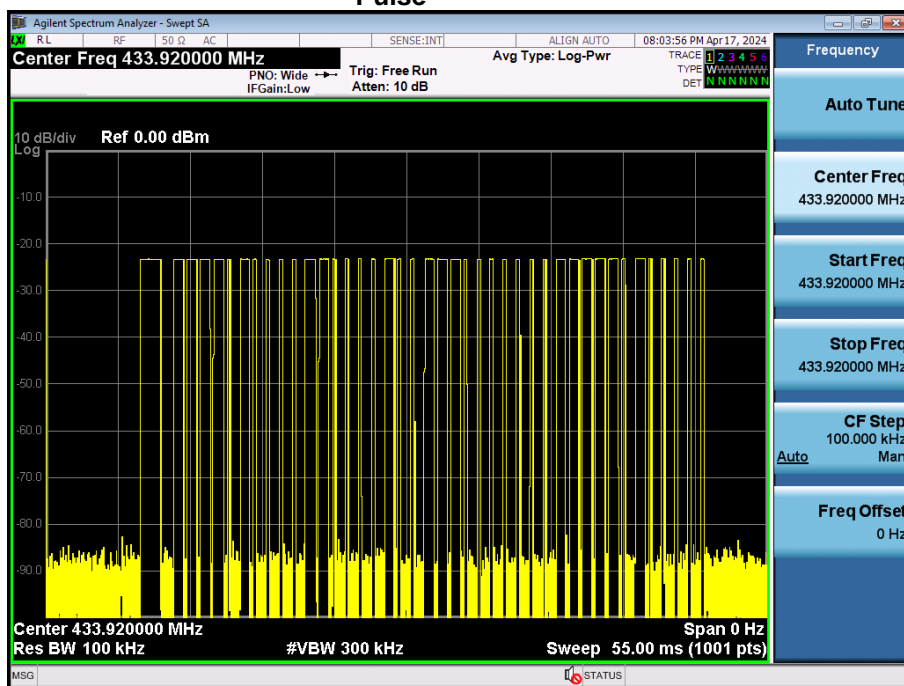 Pulse
Agilent Spectrum Analyzer - Swept SA
LXI RL RF 50 Ω AC SENSE:INT ALIGN AUTO 08:03:56 PM Apr 17, 2024
Center Freq 433.920000 MHz
PNO: Wide
IFGain:Low
Trig: Free Run
Atten: 10 dB
Avg Type: Log-Pwr
TRACE 1 2 3 4 5 6
TYPE WWWWWW
DET N N N N N N
10 dB/div Ref 0.00 dBm
Log
-10.0
-20.0
-30.0
-40.0
-50.0
-60.0
-70.0
-80.0
-90.0
Center 433.920000 MHz Span 0 Hz
Res BW 100 kHz #VBW 300 kHz Sweep 55.00 ms (1001 pts)
MSG STATUS
Frequency
Auto Tune
Center Freq
433.920000 MHz
Start Freq
433.920000 MHz
Stop Freq
433.920000 MHz
CF Step
100.000 kHz
Auto Man
Freq Offset
0 Hz